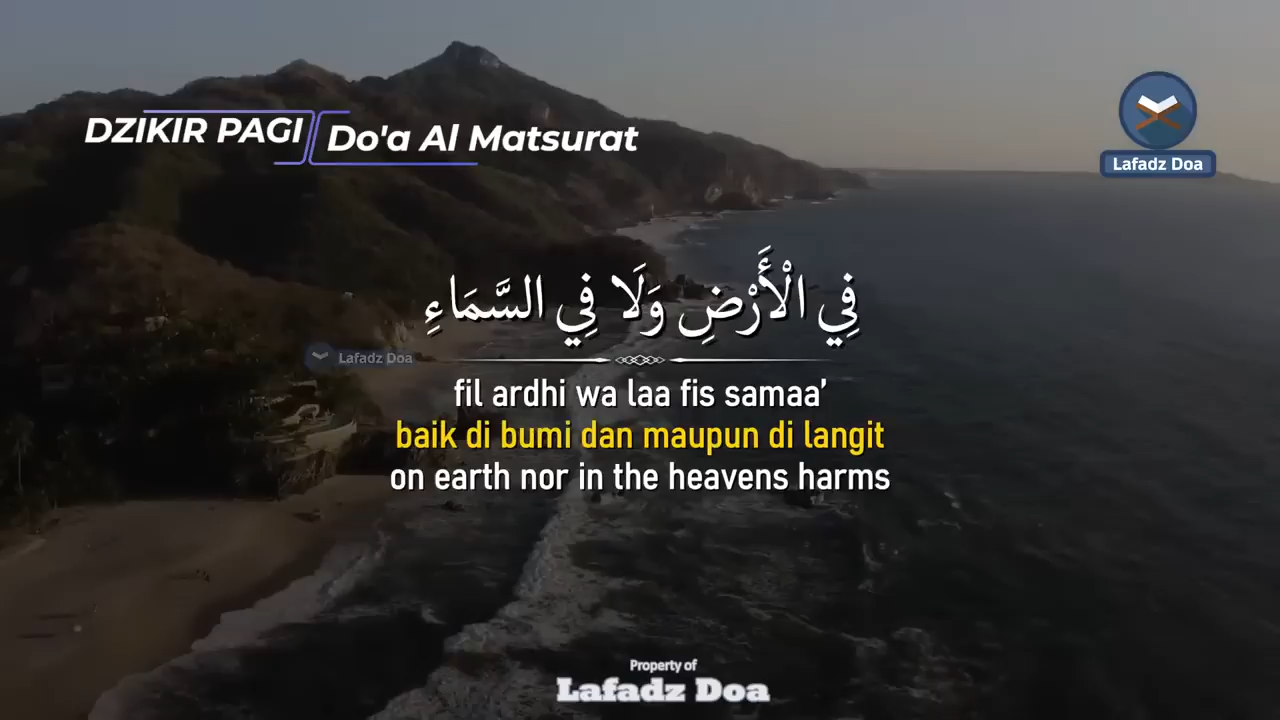 DZIKIR PAGI
Do'a Al Matsurat
Lafadz Doa
فِي الْأَرْضِ وَلَا فِي السَّمَاءِ
Lafadz Doa
fil ardhi wa laa fis samaa’
baik di bumi dan maupun di langit
on earth nor in the heavens harms
Property of
Lafadz Doa